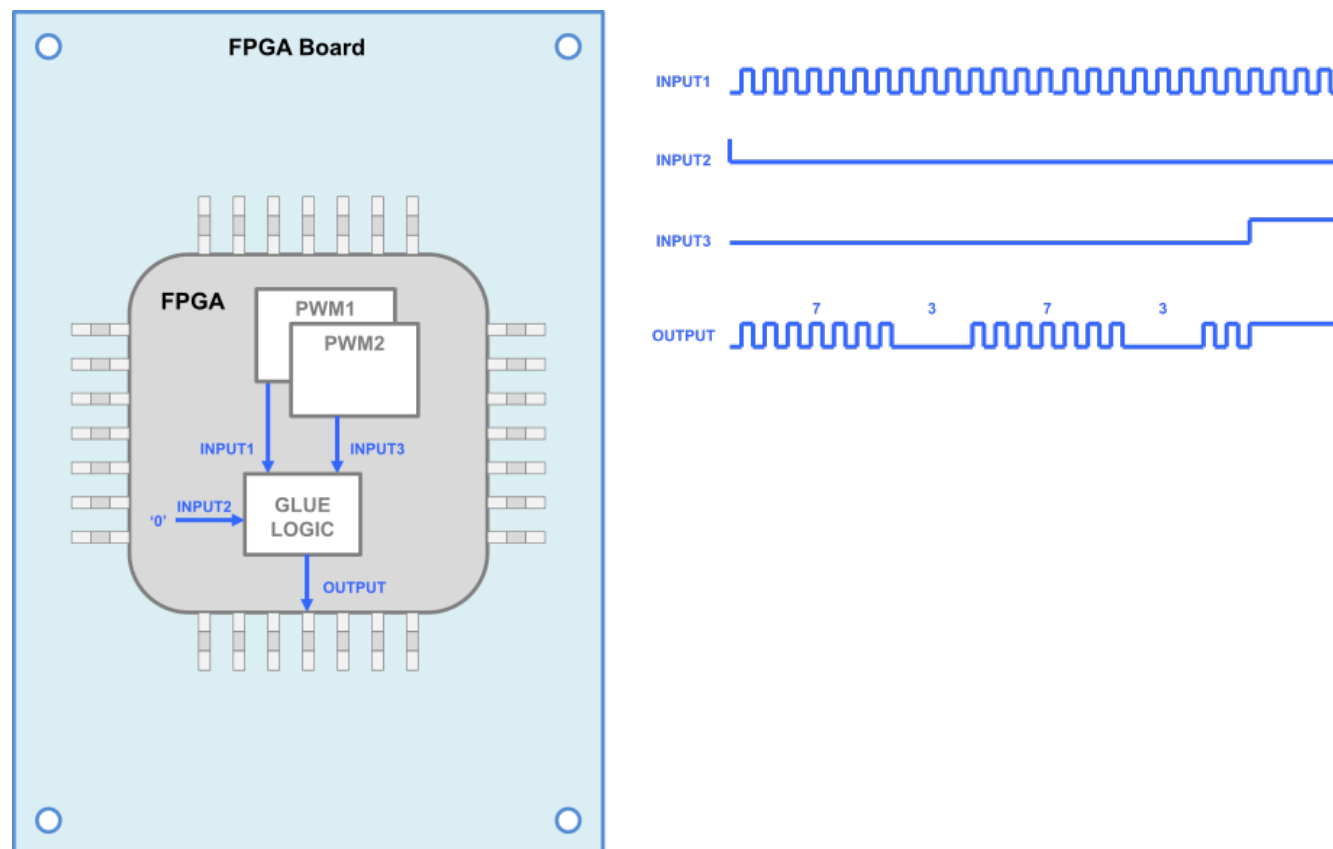 FPGA Board
FPGA
PWM1
PWM2
INPUT1
INPUT3
INPUT2
‘0’
GLUE
LOGIC
OUTPUT
INPUT1
INPUT2
INPUT3
7 3 7 3
OUTPUT